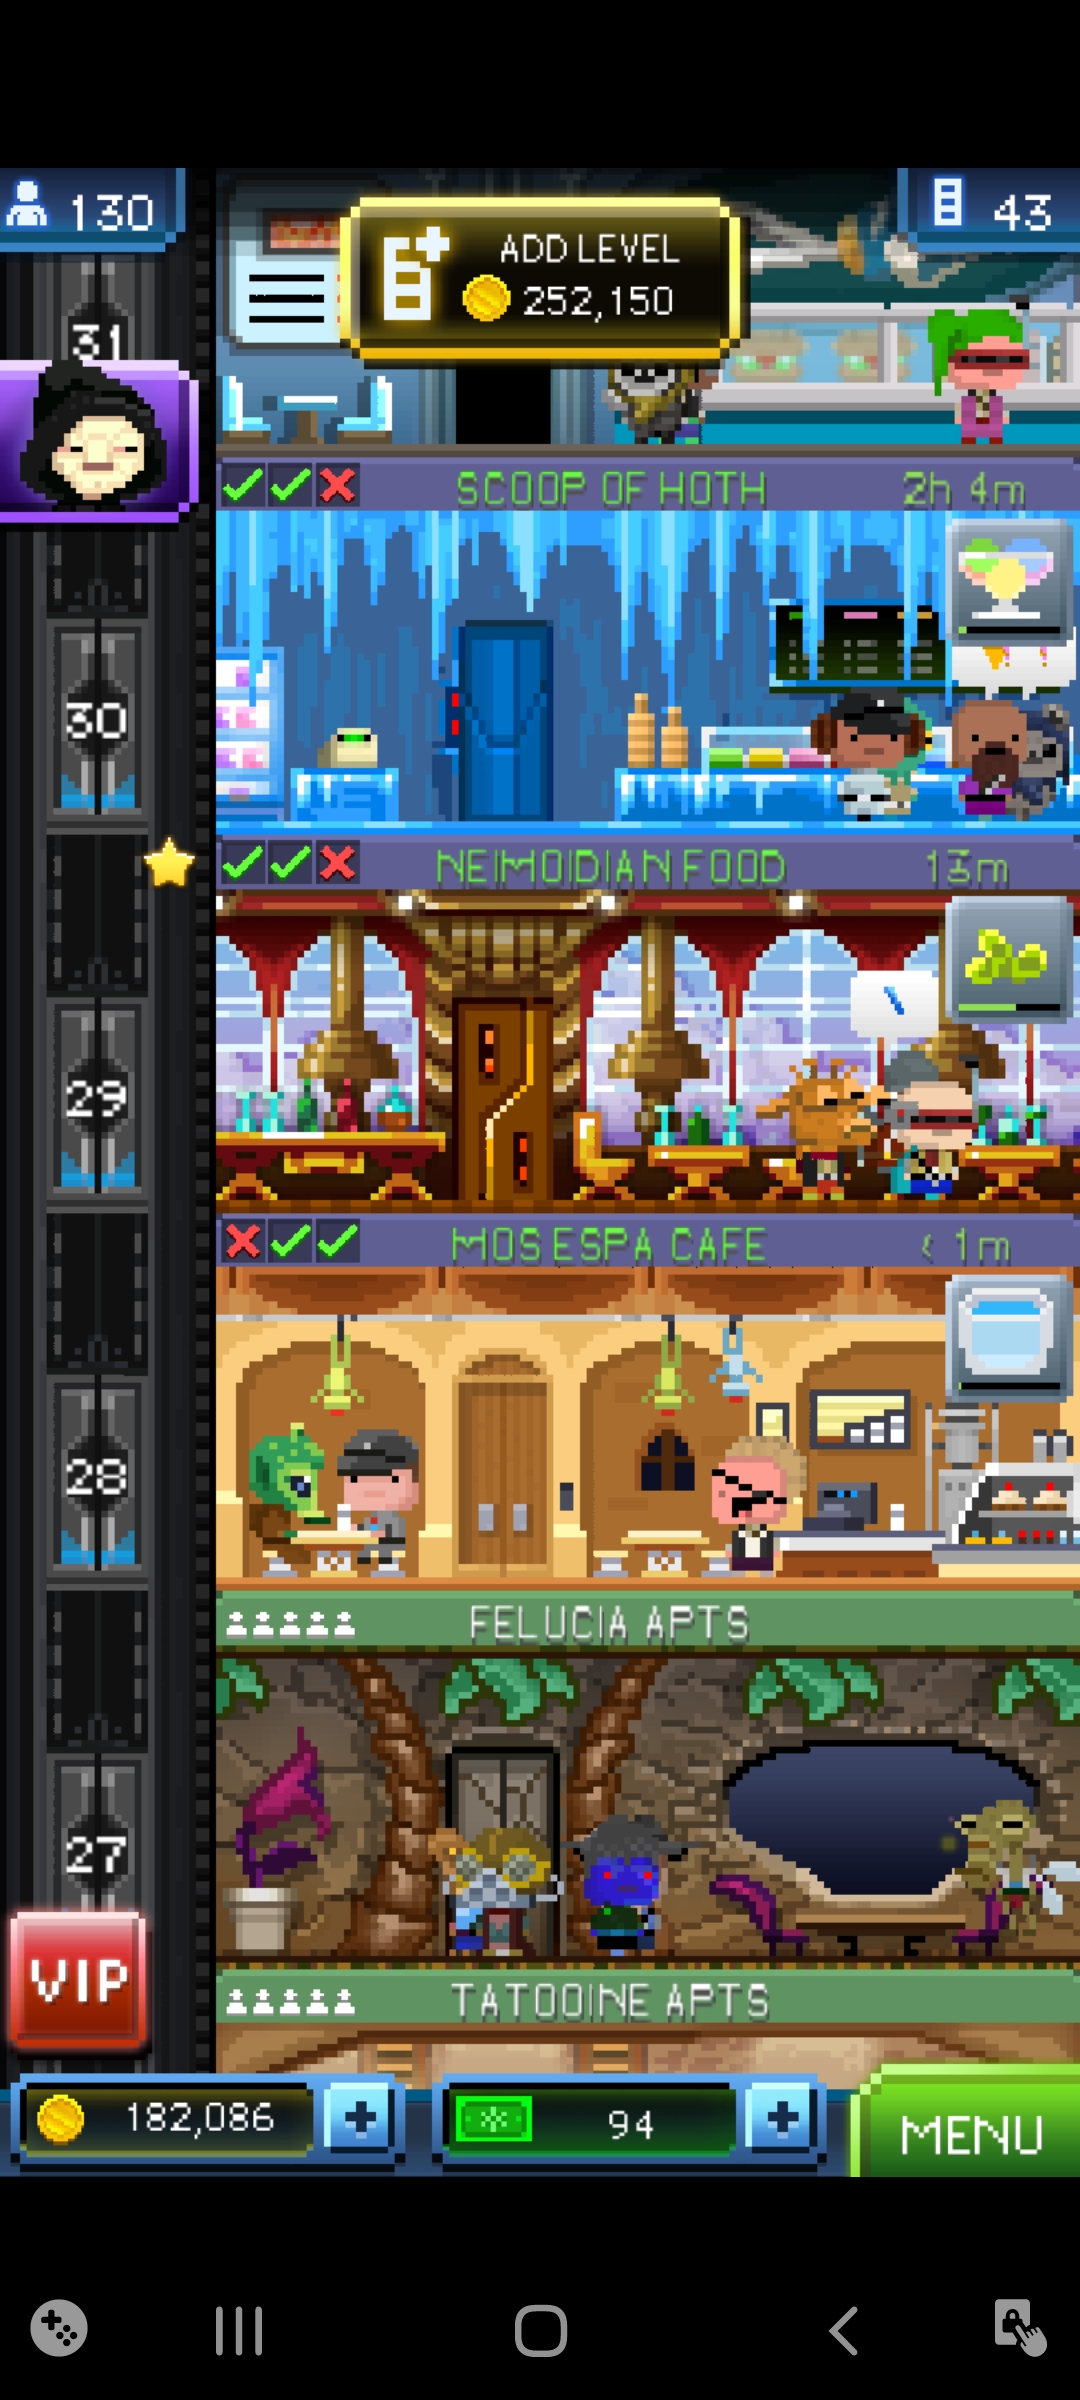 130
ADD LEVEL
252,150
43
31
SCOOP OF HOTH 2h 4m
30
NEIMOIDIAN FOOD 13m
29
MOS ESPA CAFE < 1m
28
FELUCIA APTS
27
VIP
TATOOINE APTS
182,086 +
94 +
MENU